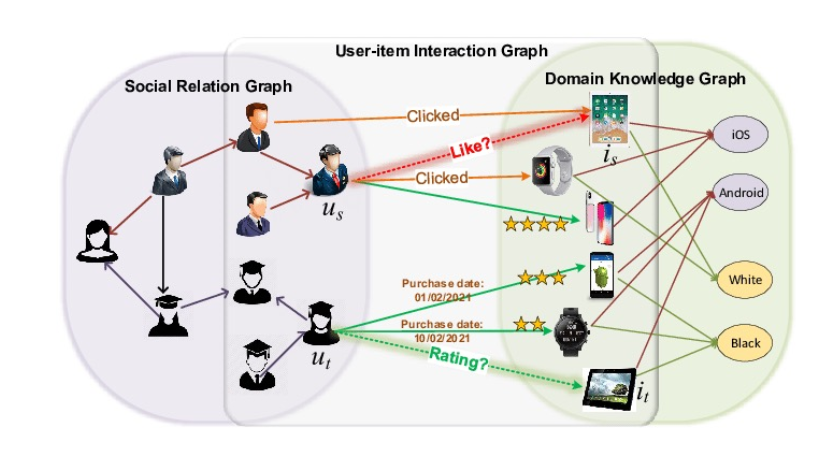 User-item Interaction Graph
Social Relation Graph
Domain Knowledge Graph
Clicked
Like?
i_s
iOS
Clicked
u_s
Android
Purchase date:
01/02/2021
White
Purchase date:
10/02/2021
Rating?
u_t
Black
i_t